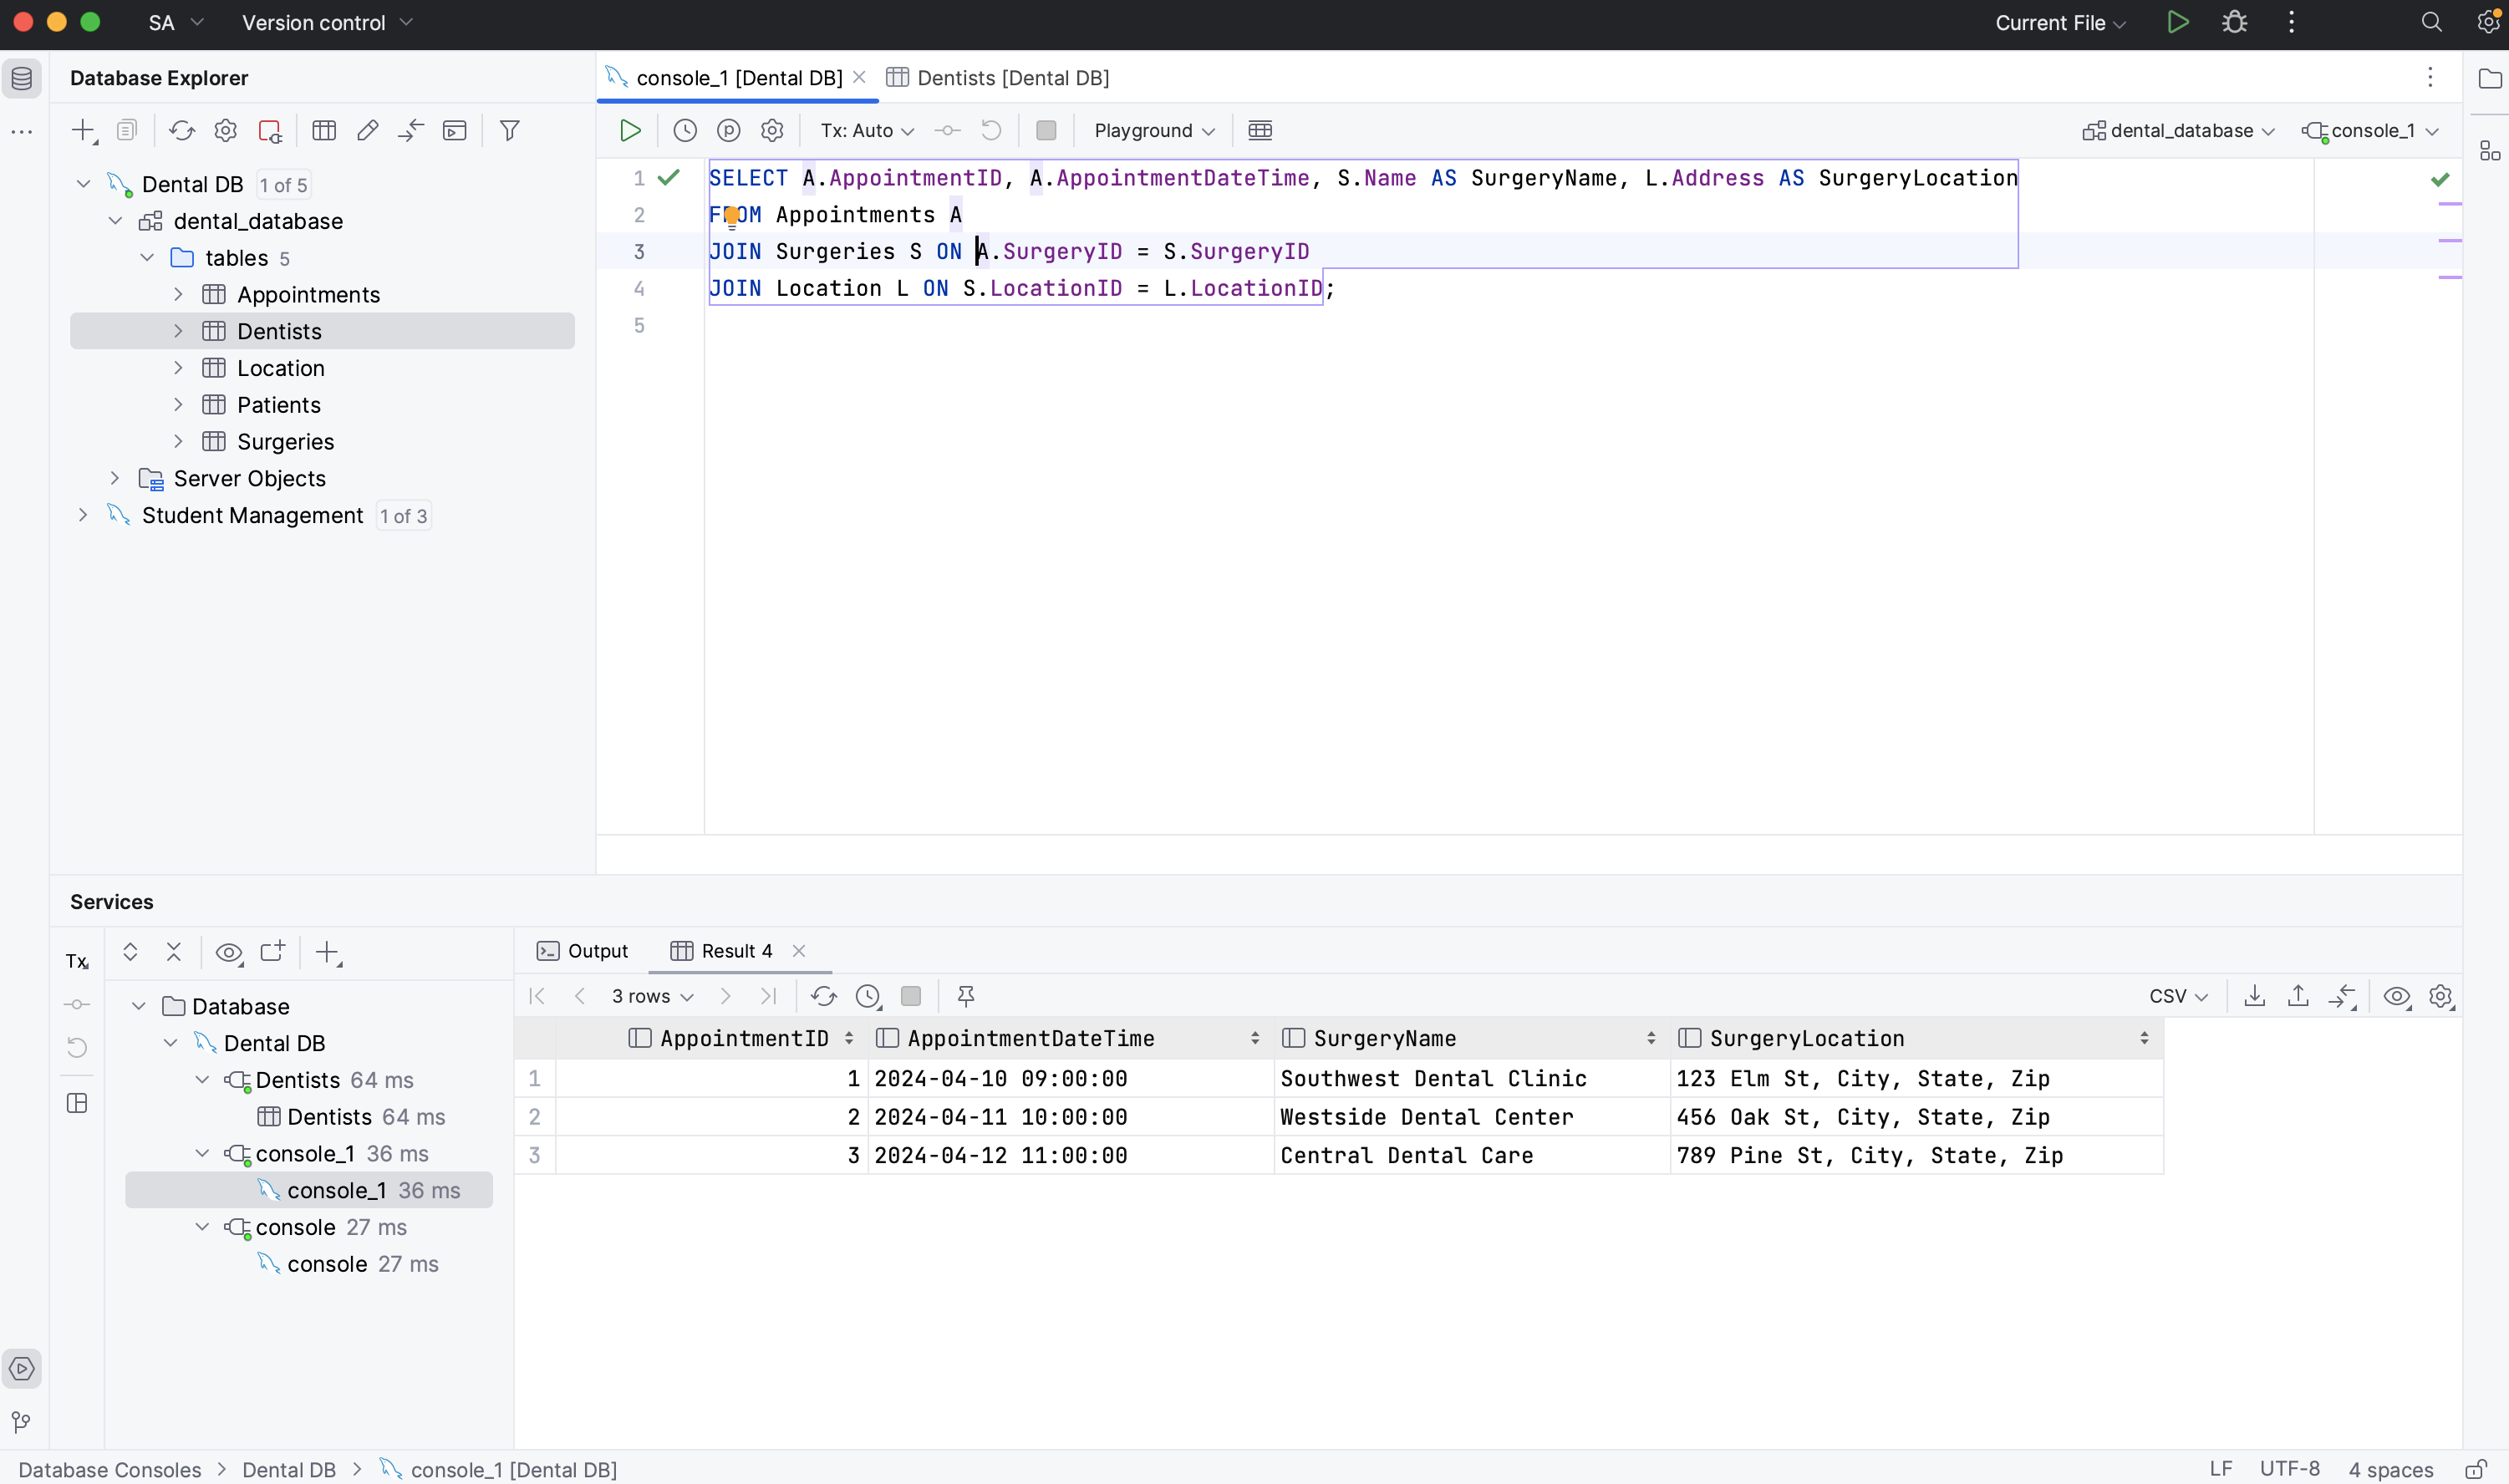 SA Version control Current File
Database Explorer
console_1 [Dental DB] Dentists [Dental DB]
Tx: Auto Playground dental_database console_1
Dental DB 1 of 5
dental_database
tables 5
Appointments
Dentists
Location
Patients
Surgeries
Server Objects
Student Management 1 of 3
1 SELECT A.AppointmentID, A.AppointmentDateTime, S.Name AS SurgeryName, L.Address AS SurgeryLocation
2 FROM Appointments A
3 JOIN Surgeries S ON A.SurgeryID = S.SurgeryID
4 JOIN Location L ON S.LocationID = L.LocationID;
5
Services
Tx
Database
Dental DB
Dentists 64 ms
Dentists 64 ms
console_1 36 ms
console_1 36 ms
console 27 ms
console 27 ms
Output Result 4
3 rows CSV
AppointmentID AppointmentDateTime SurgeryName SurgeryLocation
1 1 2024-04-10 09:00:00 Southwest Dental Clinic 123 Elm St, City, State, Zip
2 2 2024-04-11 10:00:00 Westside Dental Center 456 Oak St, City, State, Zip
3 3 2024-04-12 11:00:00 Central Dental Care 789 Pine St, City, State, Zip
Database Consoles > Dental DB > console_1 [Dental DB] LF UTF-8 4 spaces